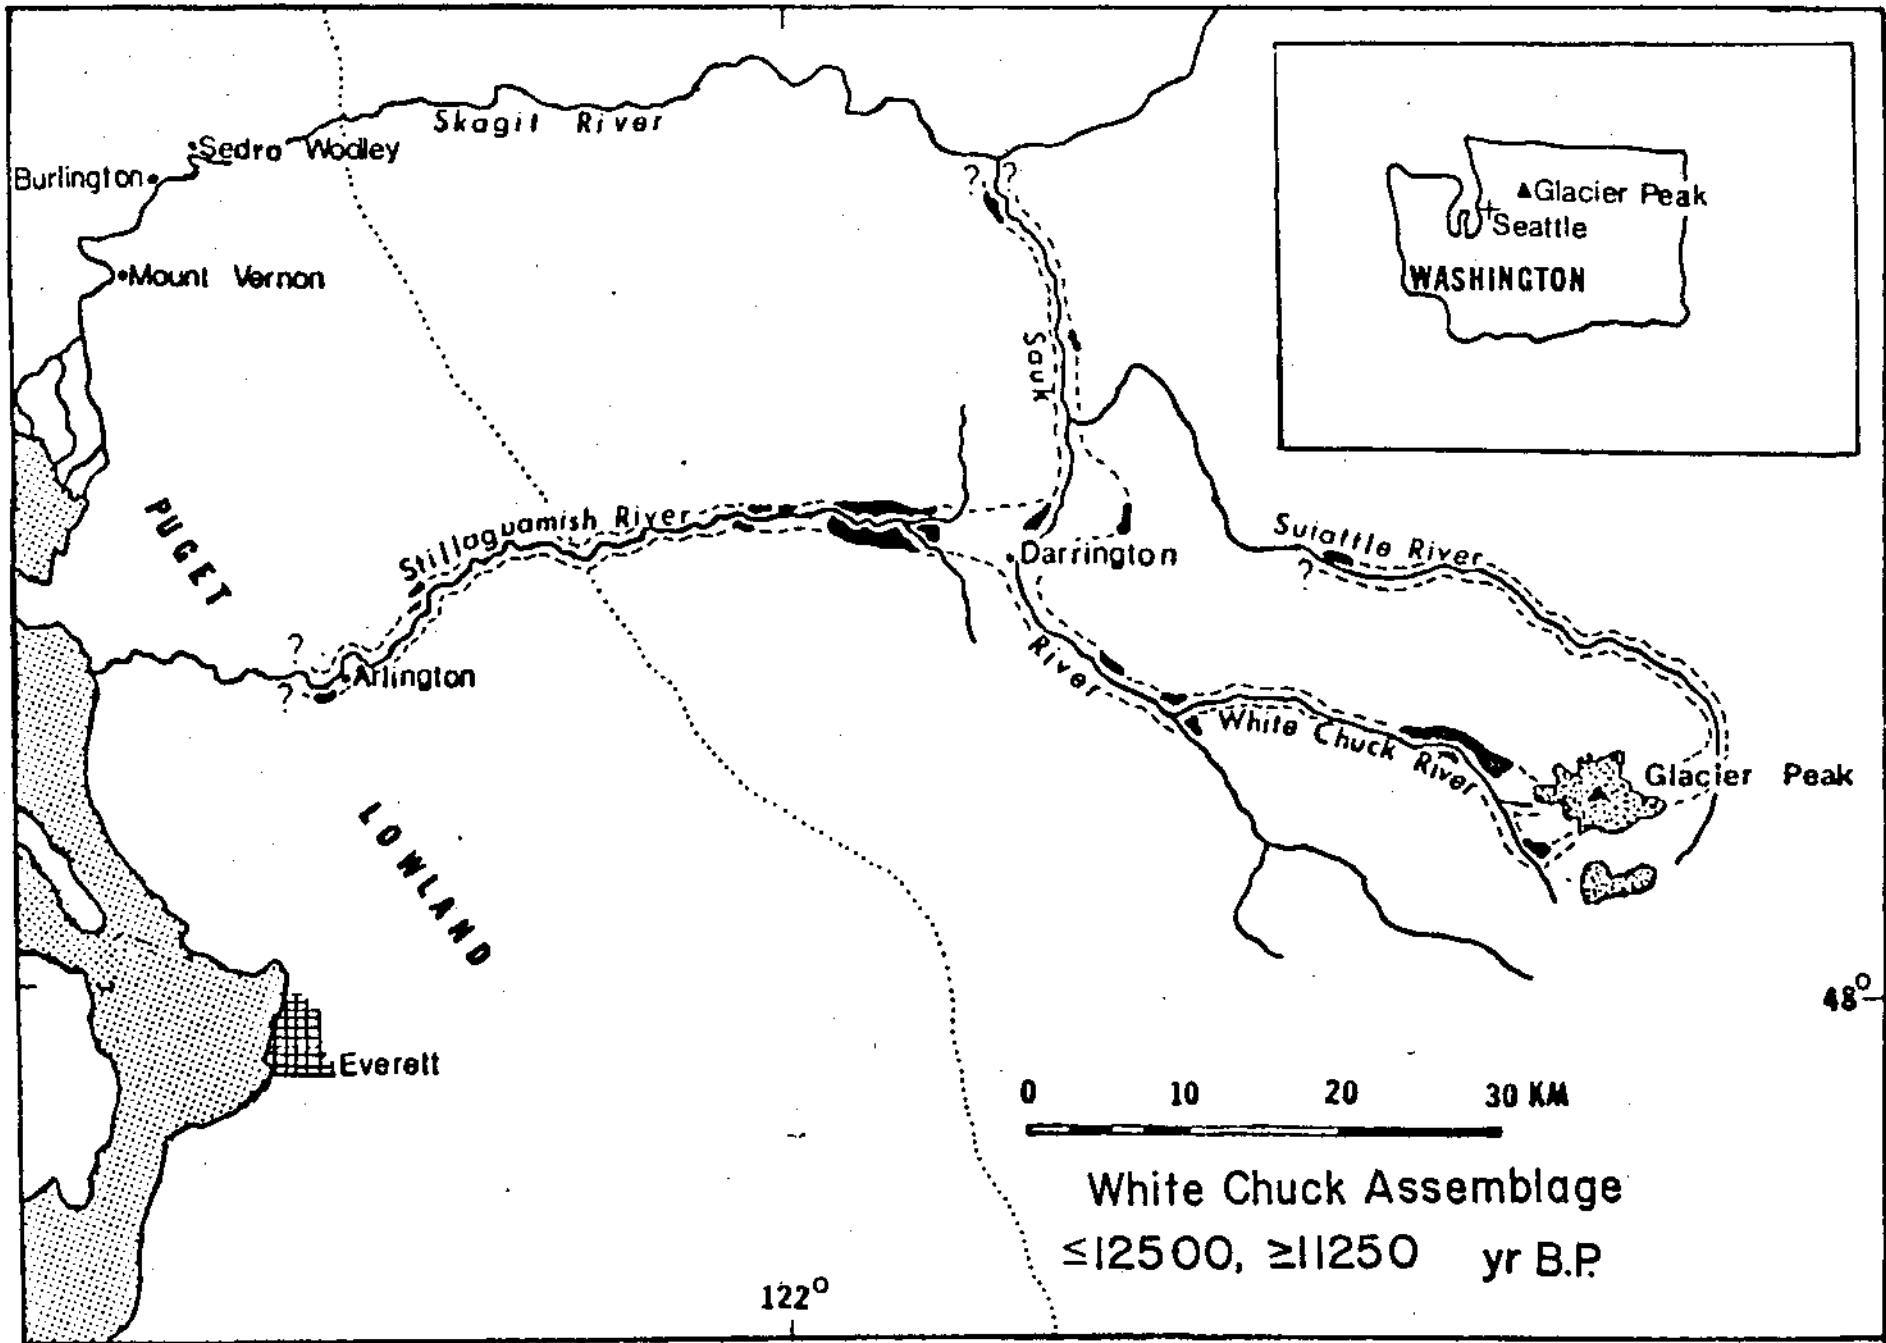 Skagit River
Sedro Woolley
Burlington
Mount Vernon
? ?
Glacier Peak
Seattle
WASHINGTON
Sauk
PUGET
Stillaguamish River
Darrington
Suiattle River
?
?
?
Arlington
River
White Chuck River
Glacier Peak
LOWLAND
48°
Everett
0 10 20 30 KM
White Chuck Assemblage
≤12500, ≥11250 yr B.P.
122°